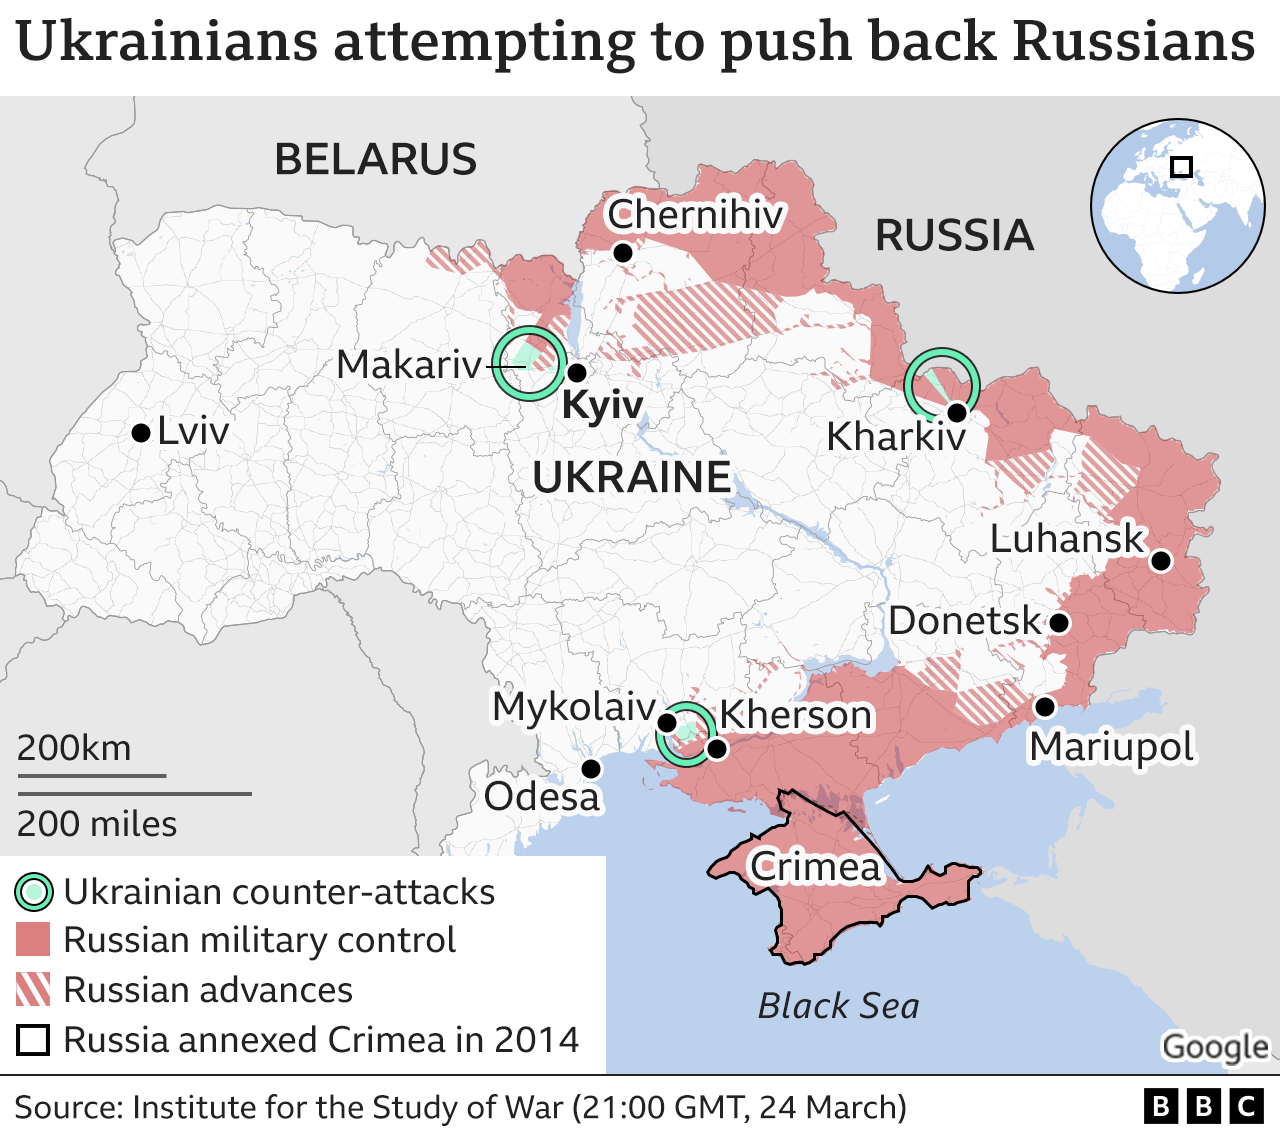 Ukrainians attempting to push back Russians
BELARUS
RUSSIA
Chernihiv
Makariv
Kyiv
Lviv
Kharkiv
UKRAINE
Luhansk
Donetsk
Mykolaiv
Kherson
Mariupol
Odesa
200km
200 miles
Crimea
Black Sea
Ukrainian counter-attacks
Russian military control
Russian advances
Russia annexed Crimea in 2014
Google
Source: Institute for the Study of War (21:00 GMT, 24 March)
BBC